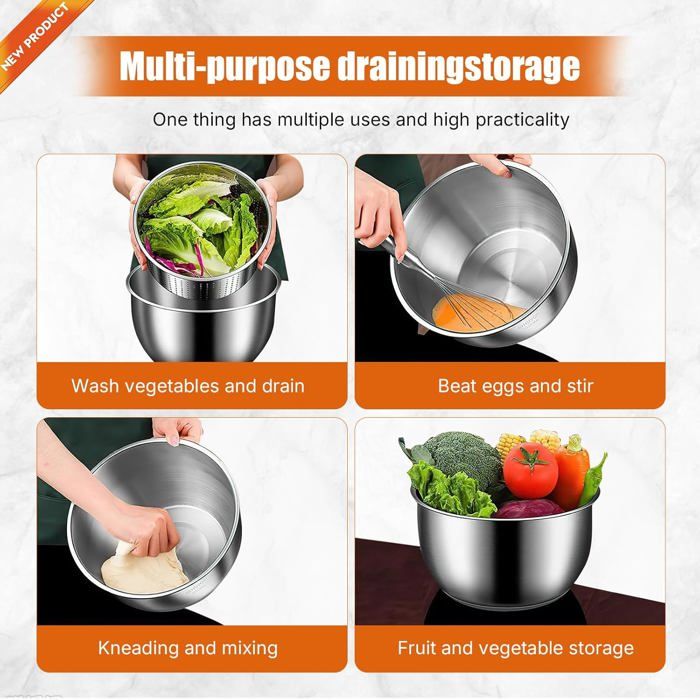 NEW PRODUCT
Multi-purpose drainingstorage
One thing has multiple uses and high practicality
Wash vegetables and drain
Beat eggs and stir
Kneading and mixing
Fruit and vegetable storage